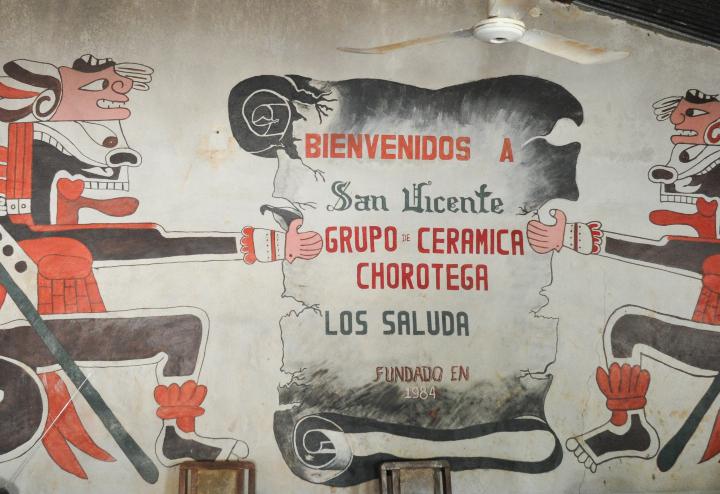 BIENVENIDOS A
San Vicente
GRUPO DE CERAMICA
CHOROTEGA
LOS SALUDA
FUNDADO EN
1984